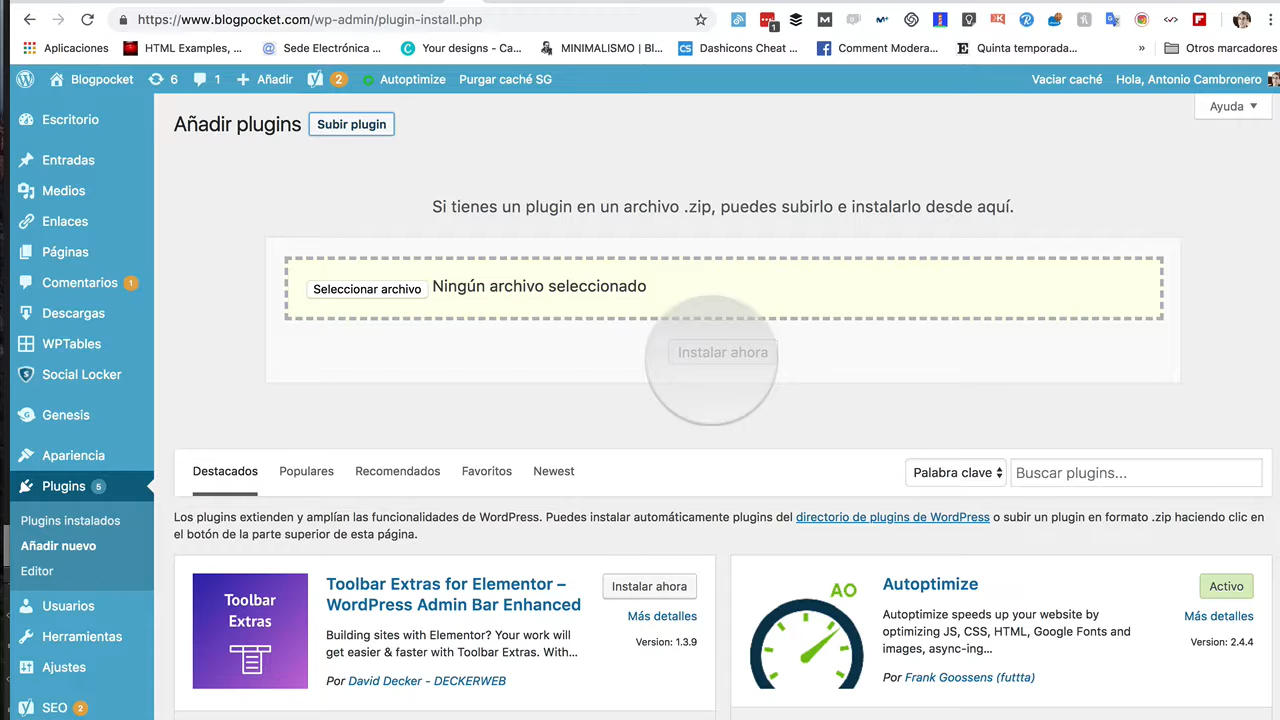 https://www.blogpocket.com/wp-admin/plugin-install.php
1
Aplicaciones
HTML Examples, ...
Sede Electrónica ...
Your designs - Ca...
MINIMALISMO | Bl...
Dashicons Cheat ...
Comment Modera...
Quinta temporada...
»
Otros marcadores
Blogpocket
6
1
Añadir
2
Autoptimize
Purgar caché SG
Vaciar caché
Hola, Antonio Cambronero
Escritorio
Entradas
Medios
Enlaces
Páginas
Comentarios 1
Descargas
WPTables
Social Locker
Genesis
Apariencia
Plugins 5
Plugins instalados
Añadir nuevo
Editor
Usuarios
Herramientas
Ajustes
SEO 2
Ayuda
Añadir plugins
Subir plugin
Si tienes un plugin en un archivo .zip, puedes subirlo e instalarlo desde aquí.
Seleccionar archivo Ningún archivo seleccionado
Instalar ahora
Destacados
Populares
Recomendados
Favoritos
Newest
Palabra clave
Buscar plugins...
Los plugins extienden y amplían las funcionalidades de WordPress. Puedes instalar automáticamente plugins del directorio de plugins de WordPress o subir un plugin en formato .zip haciendo clic en
el botón de la parte superior de esta página.
Toolbar
Extras
Toolbar Extras for Elementor –
WordPress Admin Bar Enhanced
Building sites with Elementor? Your work will
get easier & faster with Toolbar Extras. With...
Por David Decker - DECKERWEB
Instalar ahora
Más detalles
Version: 1.3.9
AO
Autoptimize
Autoptimize speeds up your website by
optimizing JS, CSS, HTML, Google Fonts and
images, async-ing...
Por Frank Goossens (futtta)
Activo
Más detalles
Version: 2.4.4